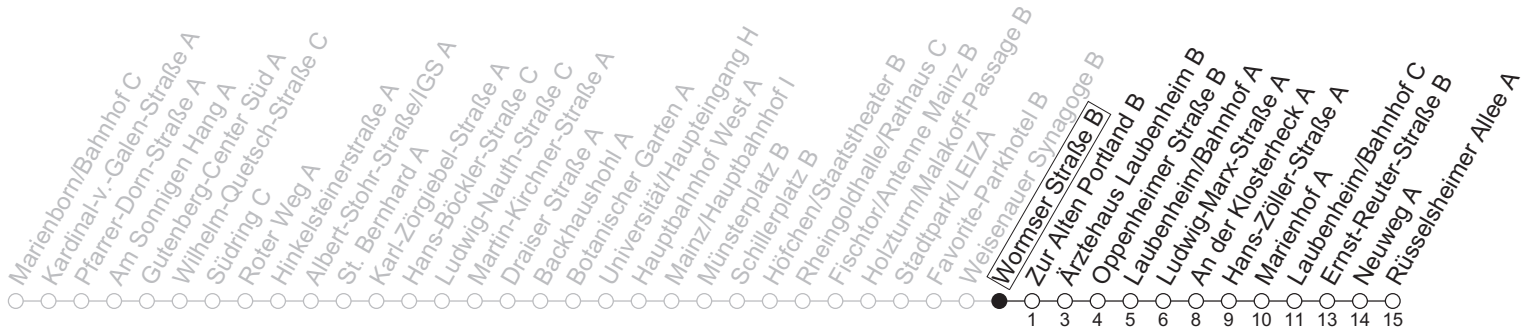 Marienborn/Bahnhof C
Kardinal-v.-Galen-Straße A
Pfarrer-Dorn-Straße A
Am Sonnigen Hang A
Gutenberg-Center Süd A
Wilhelm-Quetsch-Straße C
Südring C
Roter Weg A
Hinkelsteinerstraße A
Albert-Stohr-Straße/IGS A
St. Bernhard A
Karl-Zörgiebel-Straße A
Hans-Böckler-Straße C
Ludwig-Nauth-Straße C
Martin-Kirchner-Straße A
Draiser Straße A
Backhaushohl A
Botanischer Garten A
Universität/Haupteingang H
Hauptbahnhof West A
Mainz/Hauptbahnhof I
Münsterplatz B
Schillerplatz B
Höfchen/Staatstheater B
Rheingoldhalle/Rathaus C
Fischtor/Antenne Mainz B
Holzturm/Malakoff-Passage B
Stadtpark/LEIZA
Favorite-Parkhotel B
Weisenauer Synagoge B
Wormser Straße B
Zur Alten Portland B
Ärztehaus Laubenheim B
Oppenheimer Straße B
Laubenheim/Bahnhof A
Ludwig-Marx-Straße A
An der Klosterheck A
Hans-Zöller-Straße A
Marienhof A
Laubenheim/Bahnhof C
Ernst-Reuter-Straße B
Neuweg A
Rüsselsheimer Allee A
1 3 4 5 6 8 9 10 11 13 14 15